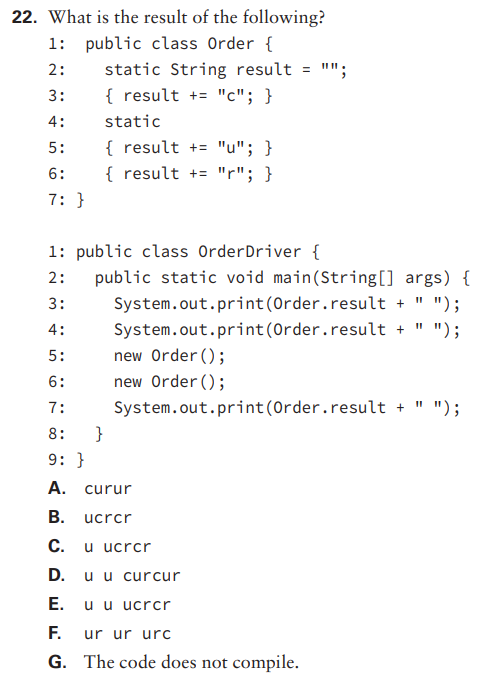 22. What is the result of the following?
1: public class Order {
2: static String result = "";
3: { result += "c"; }
4: static
5: { result += "u"; }
6: { result += "r"; }
7: }
1: public class OrderDriver {
2: public static void main(String[] args) {
3: System.out.print(Order.result + " ");
4: System.out.print(Order.result + " ");
5: new Order();
6: new Order();
7: System.out.print(Order.result + " ");
8: }
9: }
A. curur
B. ucrcr
C. u ucrcr
D. u u curcur
E. u u ucrcr
F. ur ur urc
G. The code does not compile.